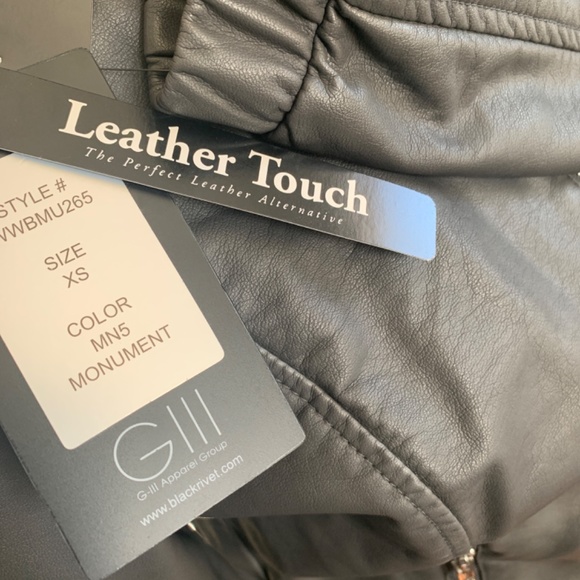 Leather Touch
The Perfect Leather Alternative
STYLE #
WWBMU265
SIZE
XS
COLOR
MN5
MONUMENT
GIII
G-III Apparel Group
www.blackrivet.com